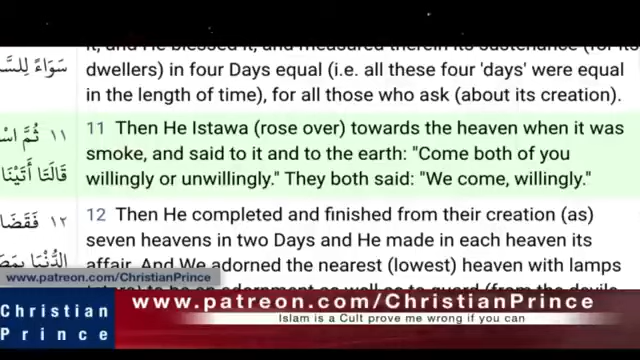 it, and He blessed it, and measured therein its sustenance (for its
سَوَاءً لِلسَّ
dwellers) in four Days equal (i.e. all these four 'days' were equal
in the length of time), for all those who ask (about its creation).
١١ ثُمَّ اسْ
11 Then He Istawa (rose over) towards the heaven when it was
smoke, and said to it and to the earth: "Come both of you
قَالَتَا أَتَيْنَا
willingly or unwillingly." They both said: "We come, willingly."
١٢ فَقَضَا
12 Then He completed and finished from their creation (as)
seven heavens in two Days and He made in each heaven its
affair. And We adorned the nearest (lowest) heaven with lamps
www.patreon.com/ChristianPrince
Christian
Prince
www.patreon.com/ChristianPrince
Islam is a Cult prove me wrong if you can